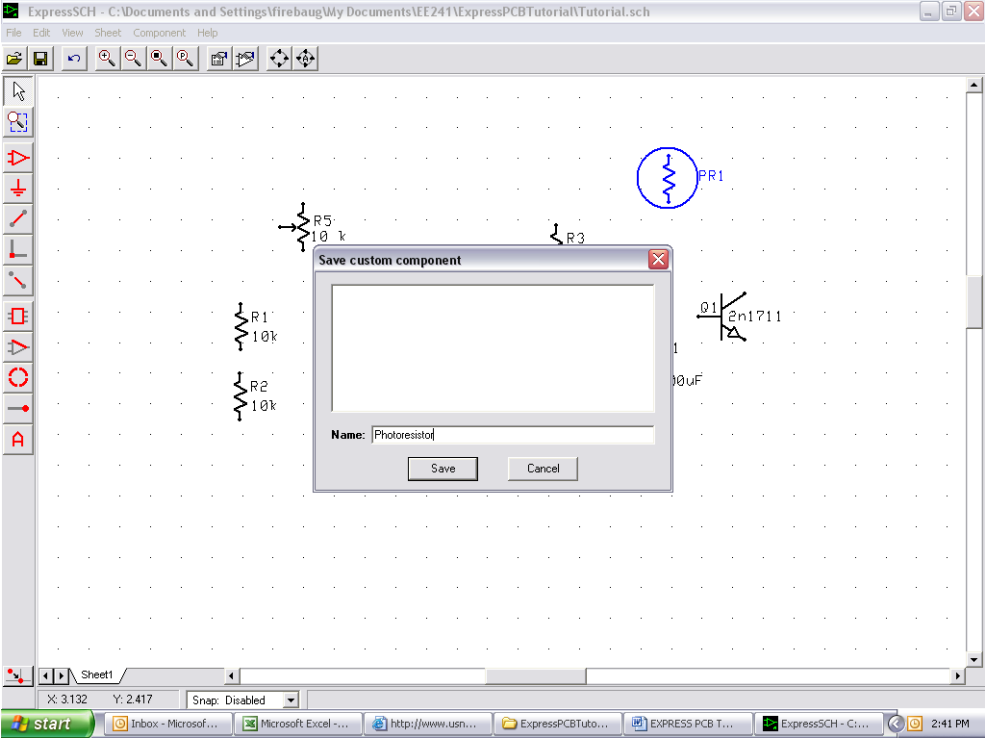 ExpressSCH - C:\Documents and Settings\firebaug\My Documents\EE241\ExpressPCBTutorial\Tutorial.sch
File Edit View Sheet Component Help
PR1
R5
10 k
R3
Save custom component
Q1
2n1711
R1
10k
1
00uF
R2
10k
Name: Photoresistor
Save Cancel
A
Sheet1
X: 3.132 Y: 2.417 Snap: Disabled
start Inbox - Microsof... Microsoft Excel -... http://www.usn... ExpressPCBTuto... EXPRESS PCB T... ExpressSCH - C:... 2:41 PM